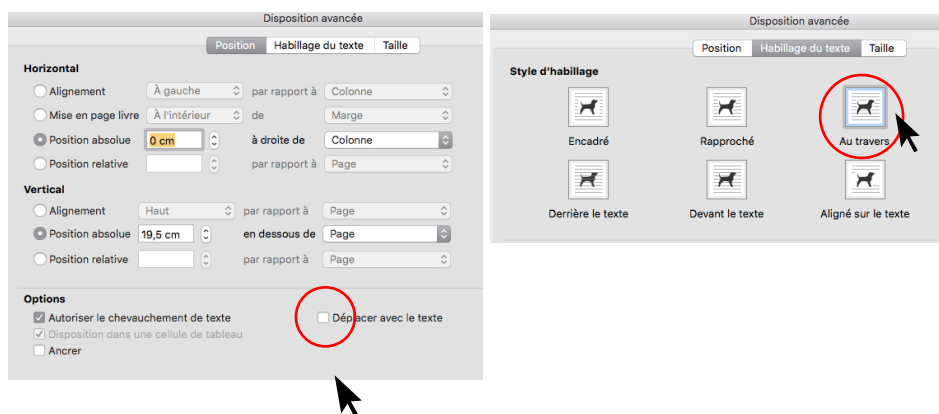 Disposition avancée
Position Habillage du texte Taille
Horizontal
Alignement À gauche par rapport à Colonne
Mise en page livre À l'intérieur de Marge
Position absolue 0 cm à droite de Colonne
Position relative par rapport à Page
Vertical
Alignement Haut par rapport à Page
Position absolue 19,5 cm en dessous de Page
Position relative par rapport à Page
Options
Autoriser le chevauchement de texte Déplacer avec le texte
Disposition dans une cellule de tableau
Ancrer
Disposition avancée
Position Habillage du texte Taille
Style d'habillage
Encadré Rapproché Au travers
Derrière le texte Devant le texte Aligné sur le texte